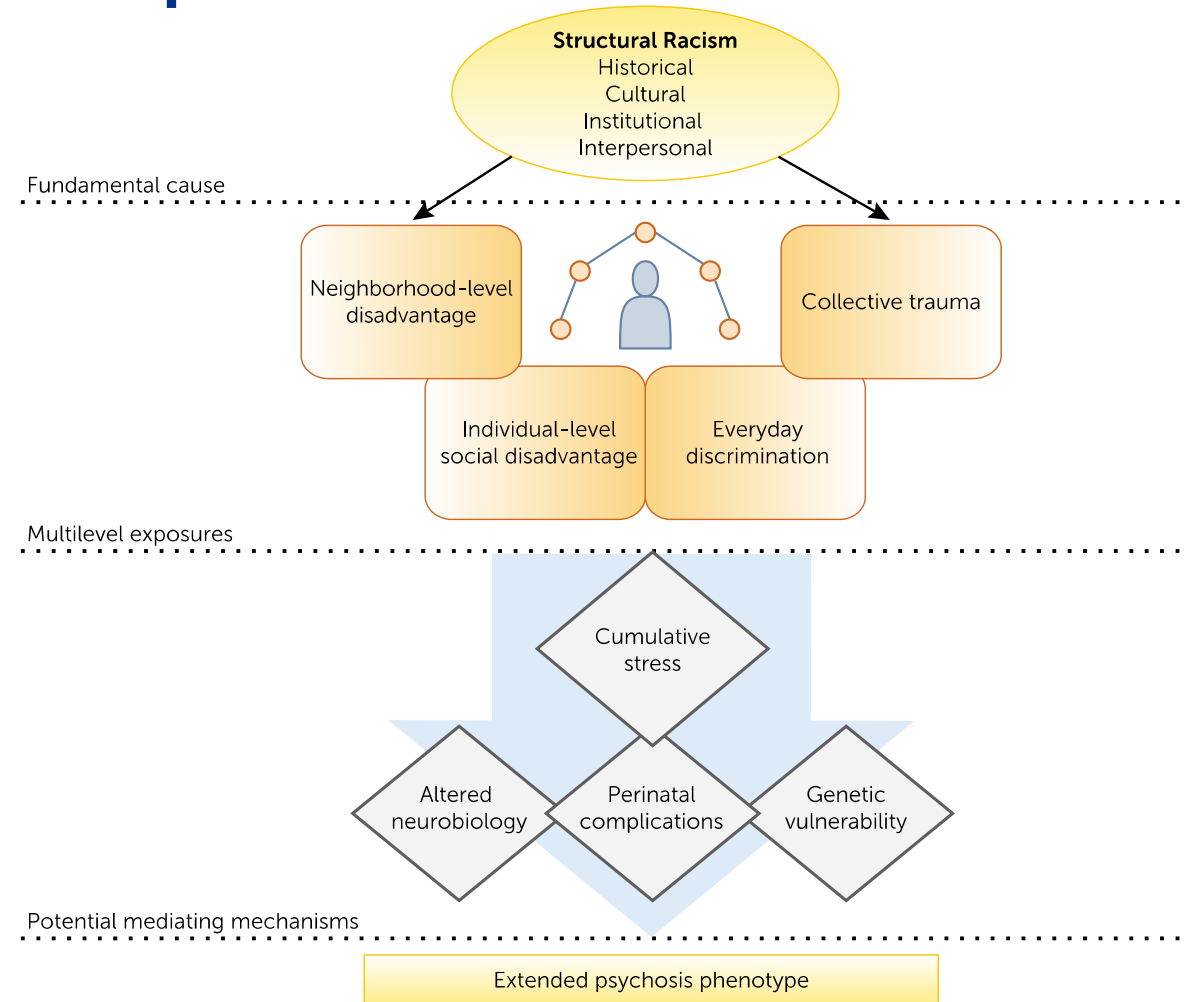 Structural Racism
Historical
Cultural
Institutional
Interpersonal
Fundamental cause
Neighborhood-level
disadvantage
Collective trauma
Individual-level
social disadvantage
Everyday
discrimination
Multilevel exposures
Cumulative
stress
Altered
neurobiology
Perinatal
complications
Genetic
vulnerability
Potential mediating mechanisms
Extended psychosis phenotype